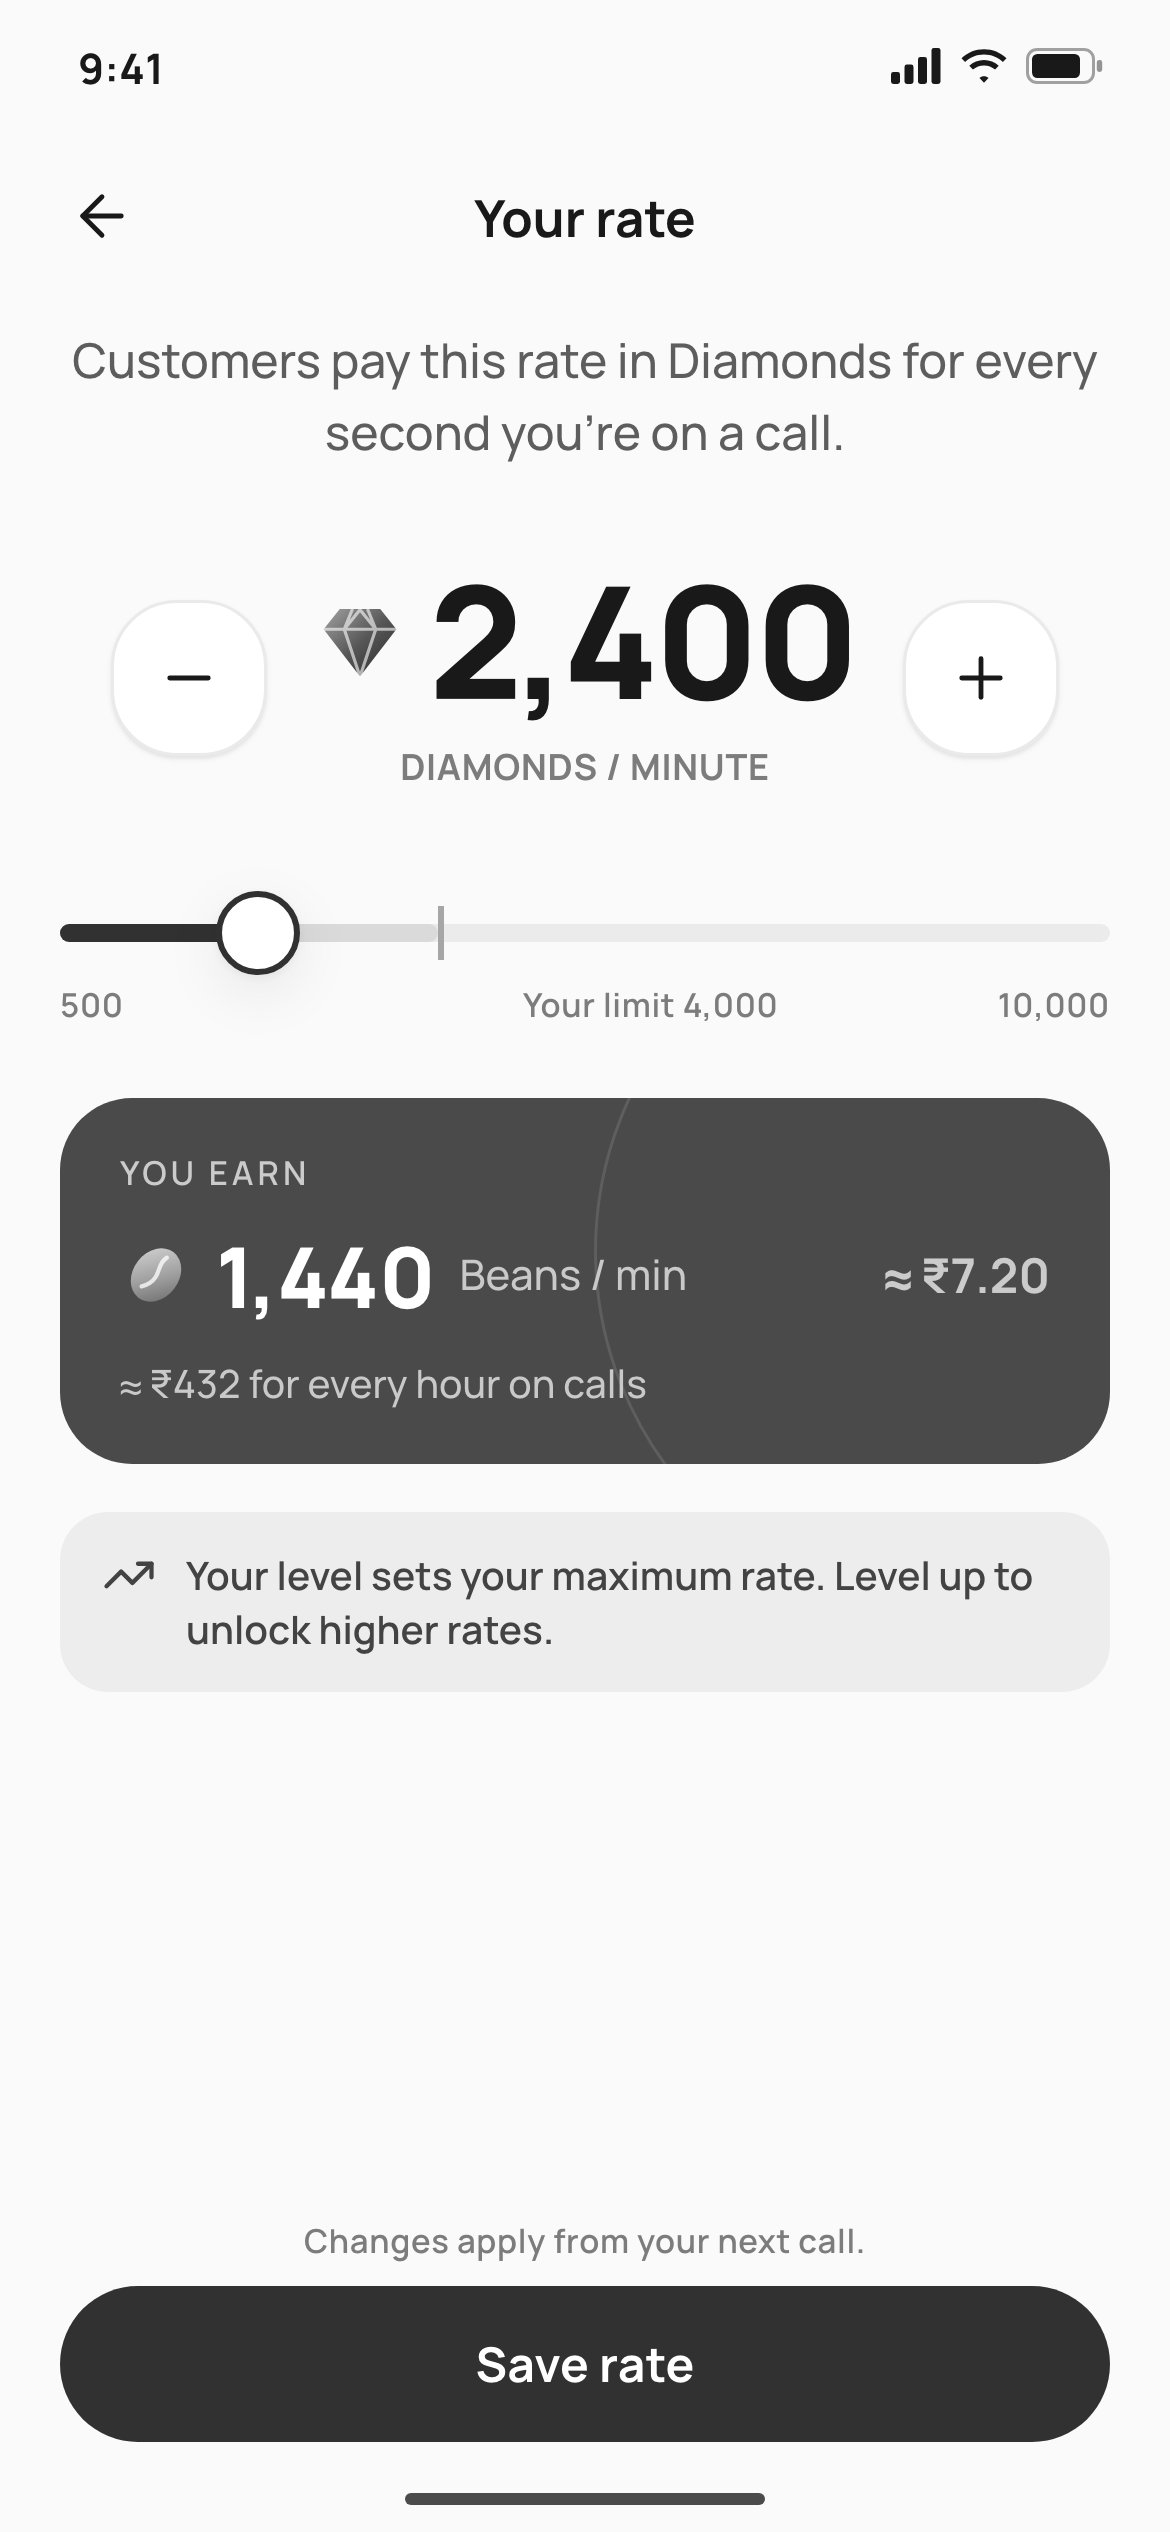 9:41
Your rate
Customers pay this rate in Diamonds for every
second you’re on a call.
2,400
DIAMONDS / MINUTE
500
Your limit 4,000
10,000
YOU EARN
1,440 Beans / min
≈ ₹7.20
≈ ₹432 for every hour on calls
Your level sets your maximum rate. Level up to
unlock higher rates.
Changes apply from your next call.
Save rate